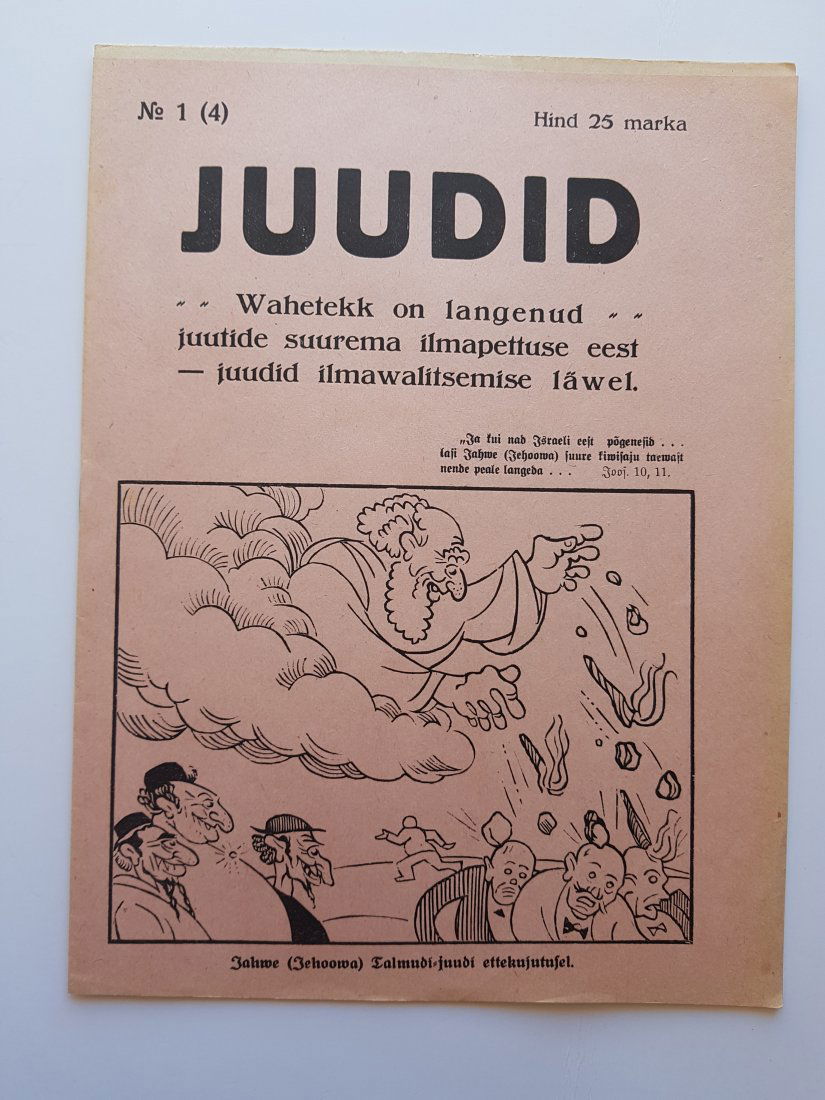 № 1 (4)
Hind 25 marka
JUUDID
" " Wahetekk on langenud " "
juutide suurema ilmapettuse eest
— juudid ilmawalitsemise läwel.
„Ja kui nad Israeli eest põgenesid . . .
lasi Jahwe (Jehoowa) suure kiwisaju taewast
nende peale langeda . . . Joos. 10, 11.
Jahwe (Jehoowa) Talmudi-juudi ettekujutusel.